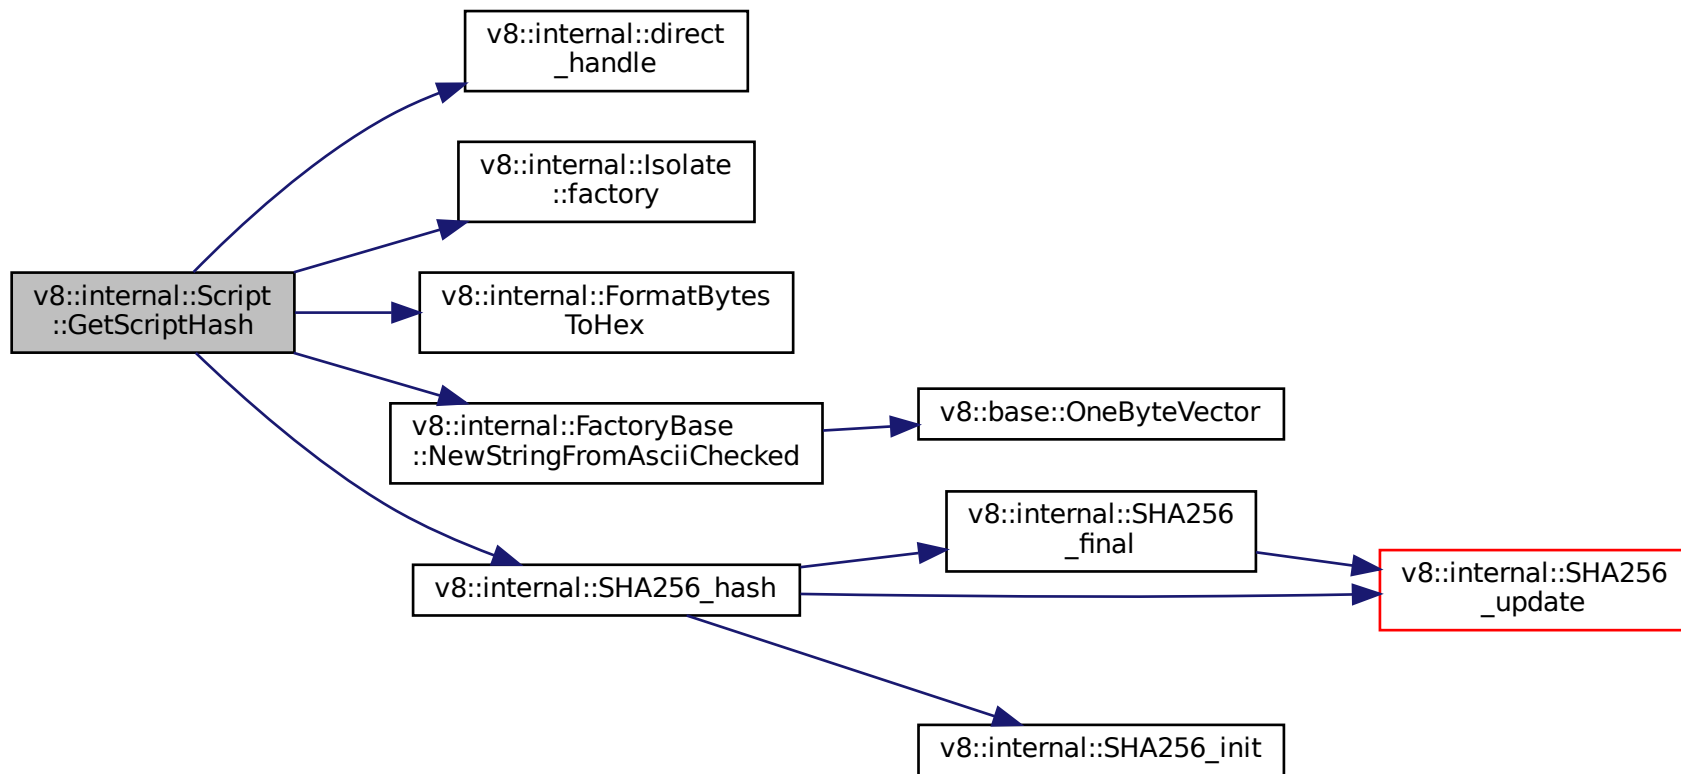 v8::internal::direct
_handle
v8::internal::Isolate
::factory
v8::internal::Script
::GetScriptHash
v8::internal::FormatBytes
ToHex
v8::internal::FactoryBase
::NewStringFromAsciiChecked
v8::base::OneByteVector
v8::internal::SHA256_hash
v8::internal::SHA256
_final
v8::internal::SHA256
_update
v8::internal::SHA256_init